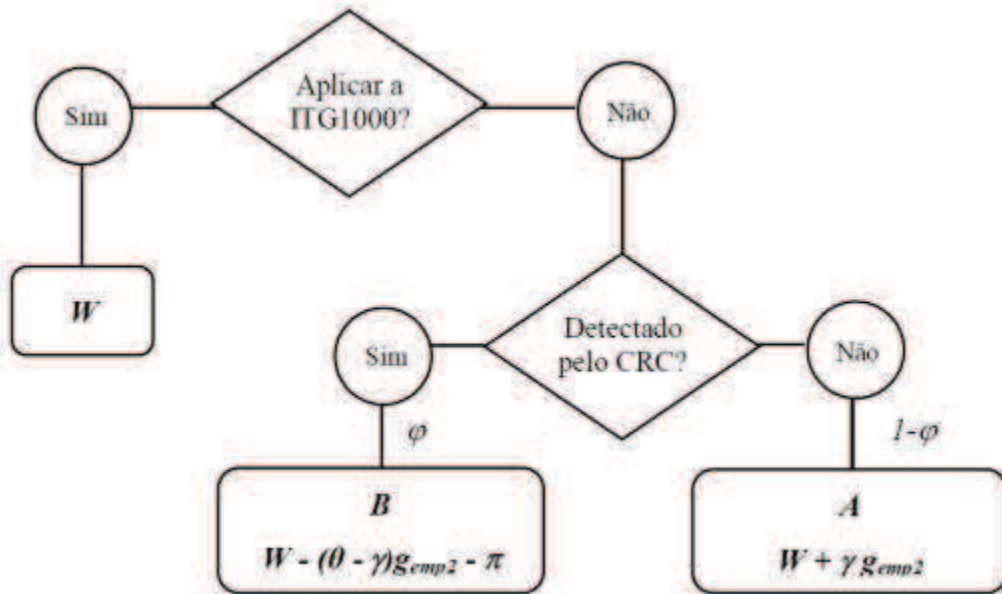 Aplicar a
ITG1000?
Sim
Não
W
Detectado
pelo CRC?
Sim
Não
φ
1-φ
B
W - (θ - γ)g_emp2 - π
A
W + γ g_emp2